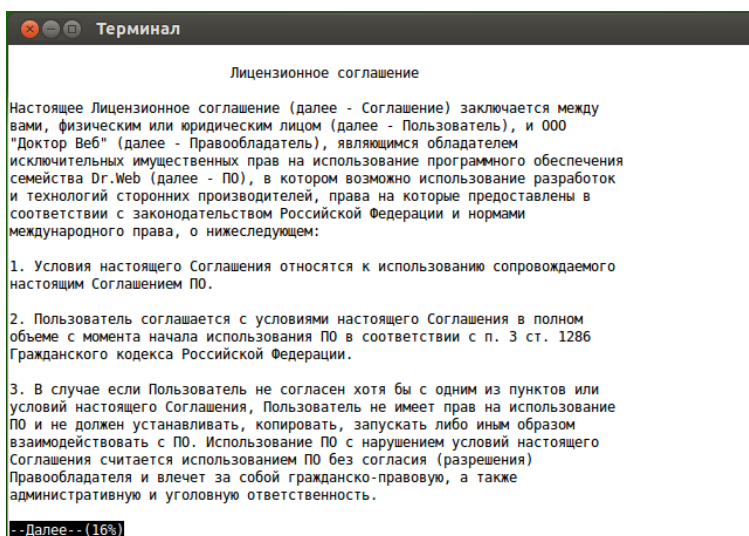 Терминал
Лицензионное соглашение
Настоящее Лицензионное соглашение (далее - Соглашение) заключается между
вами, физическим или юридическим лицом (далее - Пользователь), и ООО
"Доктор Веб" (далее - Правообладатель), являющимся обладателем
исключительных имущественных прав на использование программного обеспечения
семейства Dr.Web (далее - ПО), в котором возможно использование разработок
и технологий сторонних производителей, права на которые предоставлены в
соответствии с законодательством Российской Федерации и нормами
международного права, о нижеследующем:
1. Условия настоящего Соглашения относятся к использованию сопровождаемого
настоящим Соглашением ПО.
2. Пользователь соглашается с условиями настоящего Соглашения в полном
объеме с момента начала использования ПО в соответствии с п. 3 ст. 1286
Гражданского кодекса Российской Федерации.
3. В случае если Пользователь не согласен хотя бы с одним из пунктов или
условий настоящего Соглашения, Пользователь не имеет прав на использование
ПО и не должен устанавливать, копировать, запускать либо иным образом
взаимодействовать с ПО. Использование ПО с нарушением условий настоящего
Соглашения считается использованием ПО без согласия (разрешения)
Правообладателя и влечет за собой гражданско-правовую, а также
административную и уголовную ответственность.
--Далее--(16%)